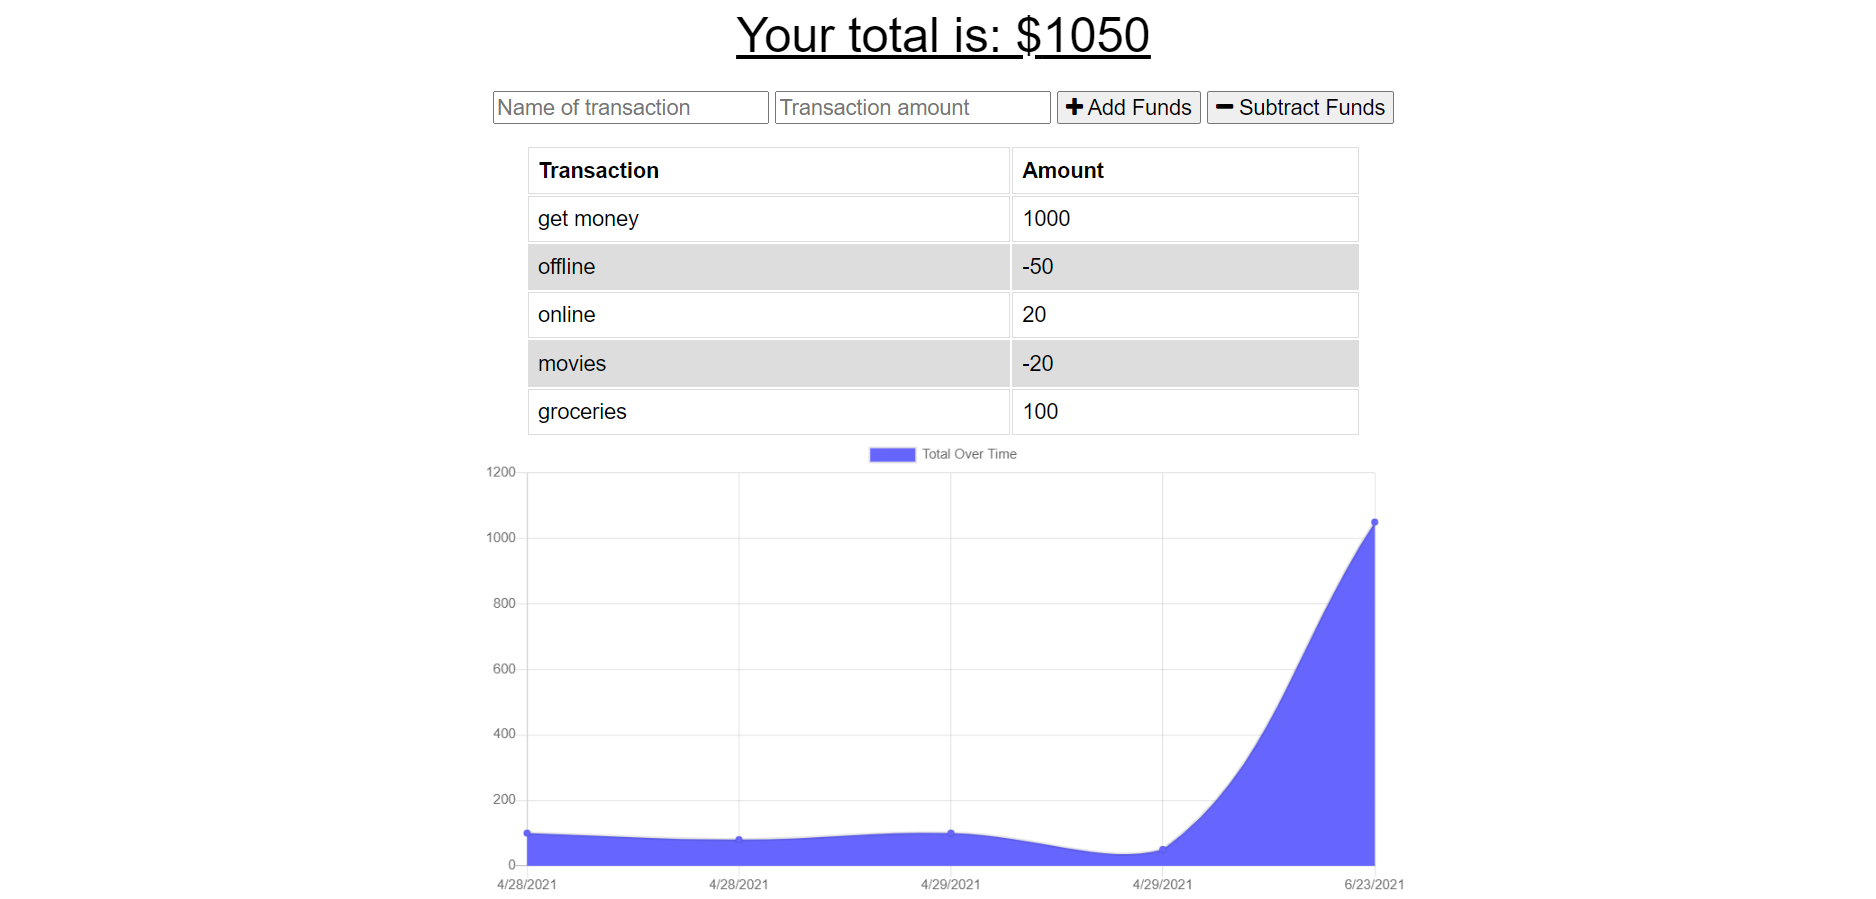 Your total is: $1050
Name of transaction Transaction amount Add Funds Subtract Funds
Transaction Amount
get money 1000
offline -50
online 20
movies -20
groceries 100
Total Over Time
1200
1000
800
600
400
200
0
4/28/2021 4/28/2021 4/29/2021 4/29/2021 6/23/2021